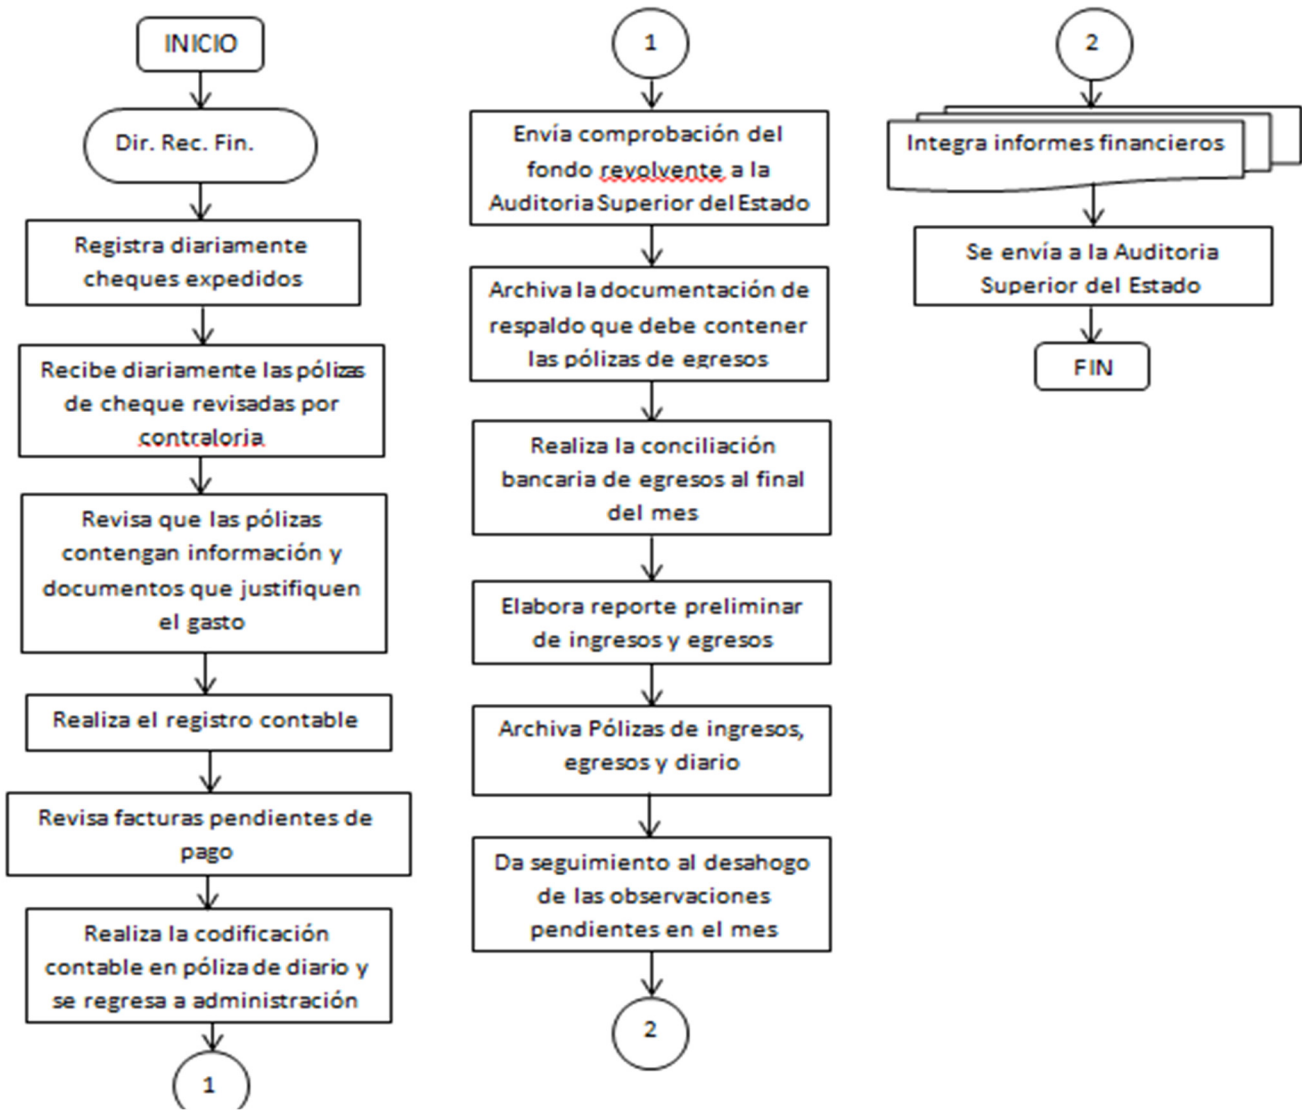 INICIO
Dir. Rec. Fin.
Registra diariamente
cheques expedidos
Recibe diariamente las pólizas
de cheque revisadas por
contraloria
Revisa que las pólizas
contengan información y
documentos que justifiquen
el gasto
Realiza el registro contable
Revisa facturas pendientes de
pago
Realiza la codificación
contable en póliza de diario y
se regresa a administración
1
1
Envía comprobación del
fondo revolvente a la
Auditoria Superior del Estado
Archiva la documentación de
respaldo que debe contener
las pólizas de egresos
Realiza la conciliación
bancaria de egresos al final
del mes
Elabora reporte preliminar
de ingresos y egresos
Archiva Pólizas de ingresos,
egresos y diario
Da seguimiento al desahogo
de las observaciones
pendientes en el mes
2
2
Integra informes financieros
Se envía a la Auditoria
Superior del Estado
FIN